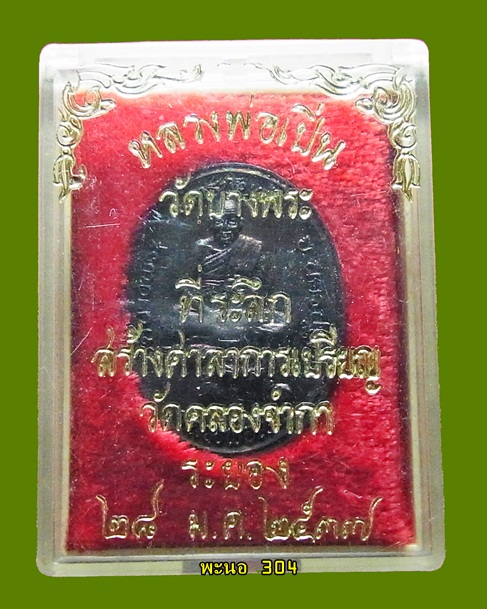 หลวงพ่อเปิ่น
วัดบางพระ
ที่ระลึก
สร้างศาลาการเปรียญ
วัดคลองจำกา
ระยอง
๒๘ ม.ค. ๒๕๓๗
พะนอ 304